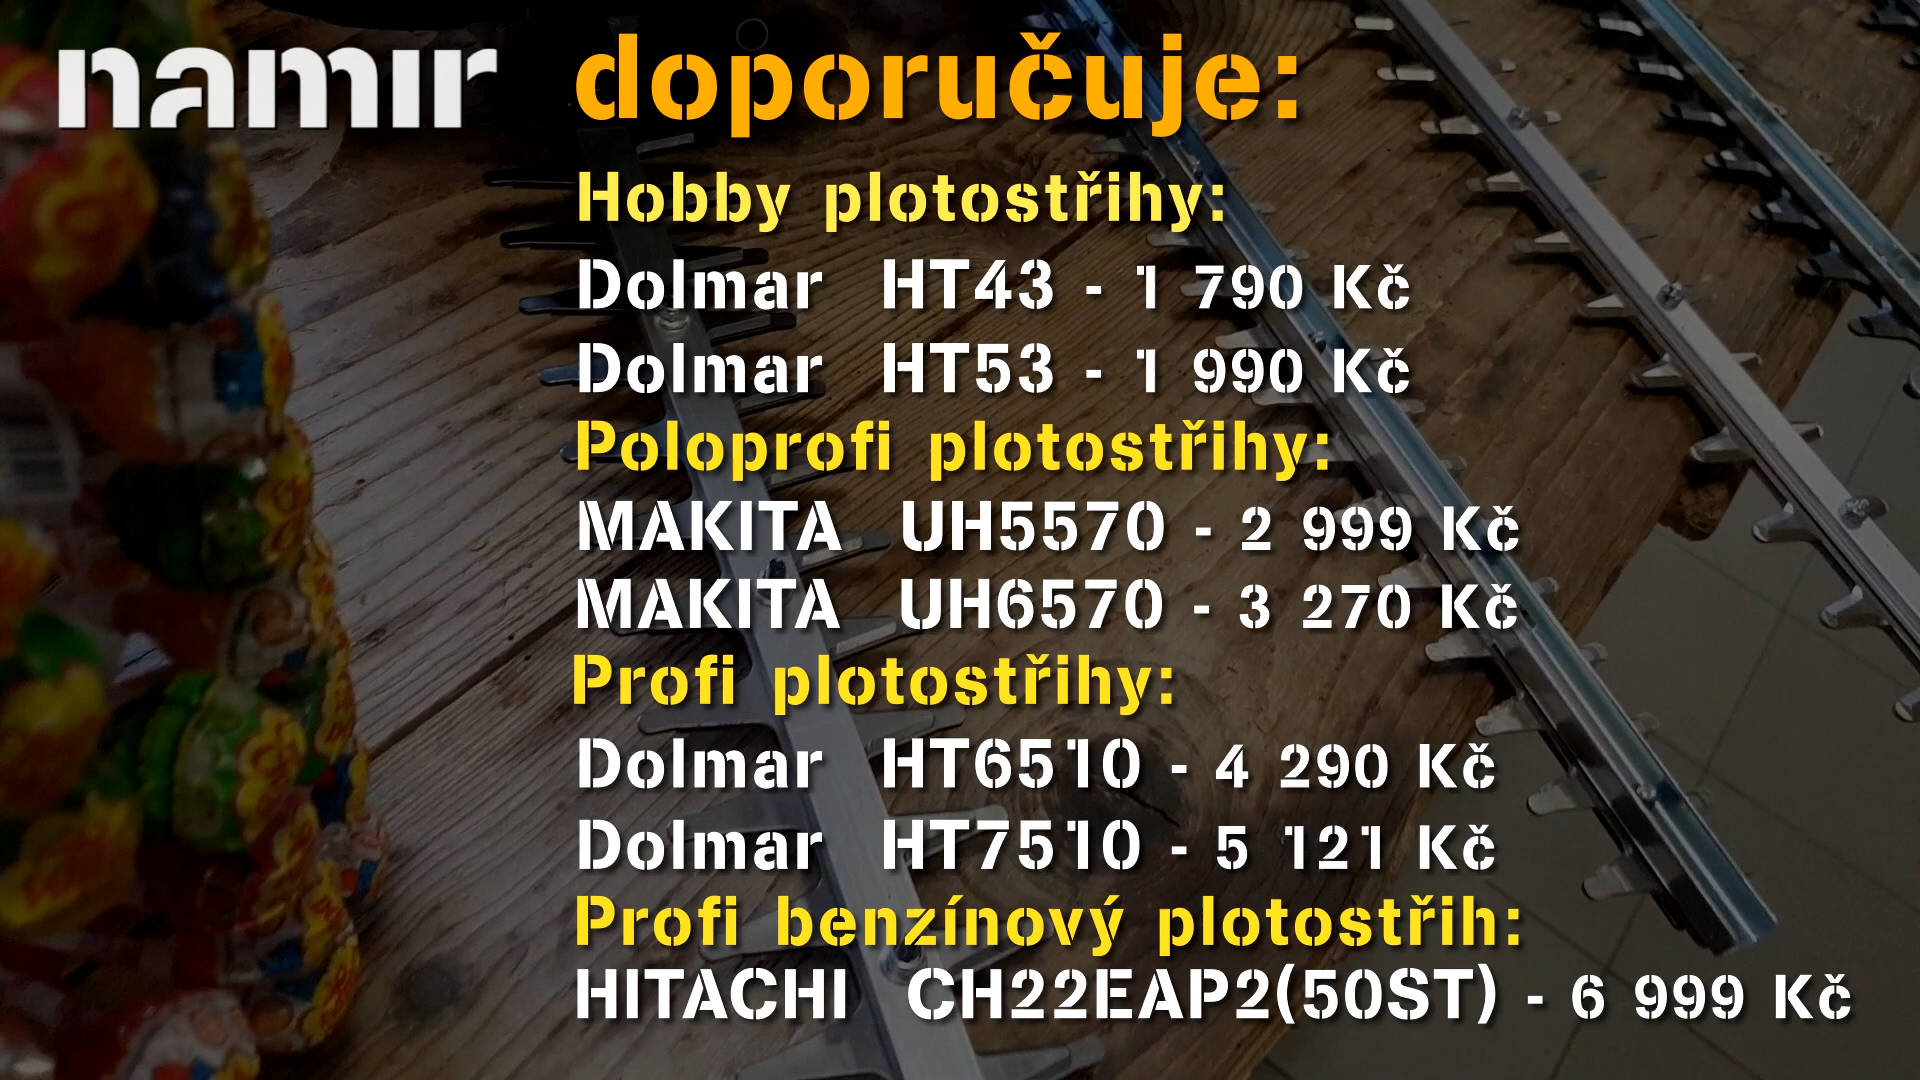 namır doporučuje:
Hobby plotostřihy:
Dolmar HT43 - 1 790 Kč
Dolmar HT53 - 1 990 Kč
Poloprofi plotostřihy:
MAKITA UH5570 - 2 999 Kč
MAKITA UH6570 - 3 270 Kč
Profi plotostřihy:
Dolmar HT6510 - 4 290 Kč
Dolmar HT7510 - 5 121 Kč
Profi benzínový plotostřih:
HITACHI CH22EAP2(50ST) - 6 999 Kč